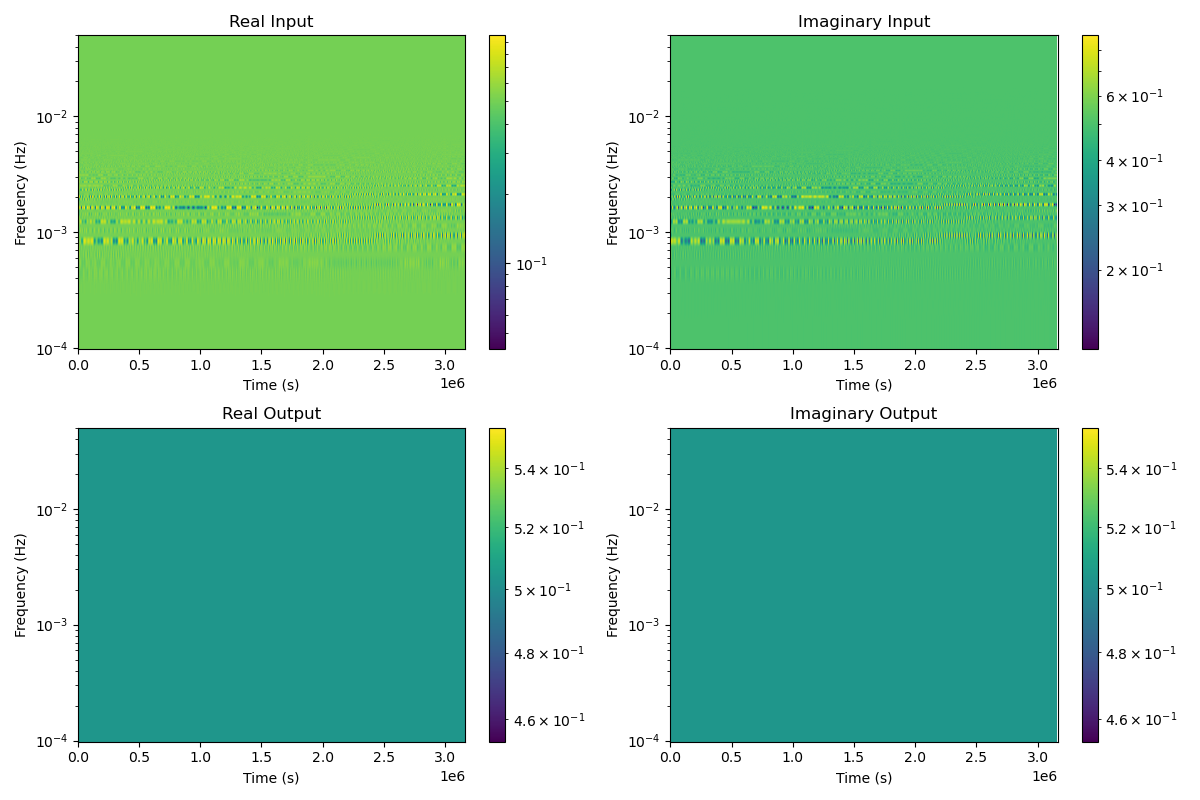 Real Input
Frequency (Hz)
10⁻²
10⁻³
10⁻⁴
0.0 0.5 1.0 1.5 2.0 2.5 3.0
1e6
Time (s)
10⁻¹
Imaginary Input
Frequency (Hz)
10⁻²
10⁻³
10⁻⁴
0.0 0.5 1.0 1.5 2.0 2.5 3.0
1e6
Time (s)
6 × 10⁻¹
4 × 10⁻¹
3 × 10⁻¹
2 × 10⁻¹
Real Output
Frequency (Hz)
10⁻²
10⁻³
10⁻⁴
0.0 0.5 1.0 1.5 2.0 2.5 3.0
1e6
Time (s)
5.4 × 10⁻¹
5.2 × 10⁻¹
5 × 10⁻¹
4.8 × 10⁻¹
4.6 × 10⁻¹
Imaginary Output
Frequency (Hz)
10⁻²
10⁻³
10⁻⁴
0.0 0.5 1.0 1.5 2.0 2.5 3.0
1e6
Time (s)
5.4 × 10⁻¹
5.2 × 10⁻¹
5 × 10⁻¹
4.8 × 10⁻¹
4.6 × 10⁻¹